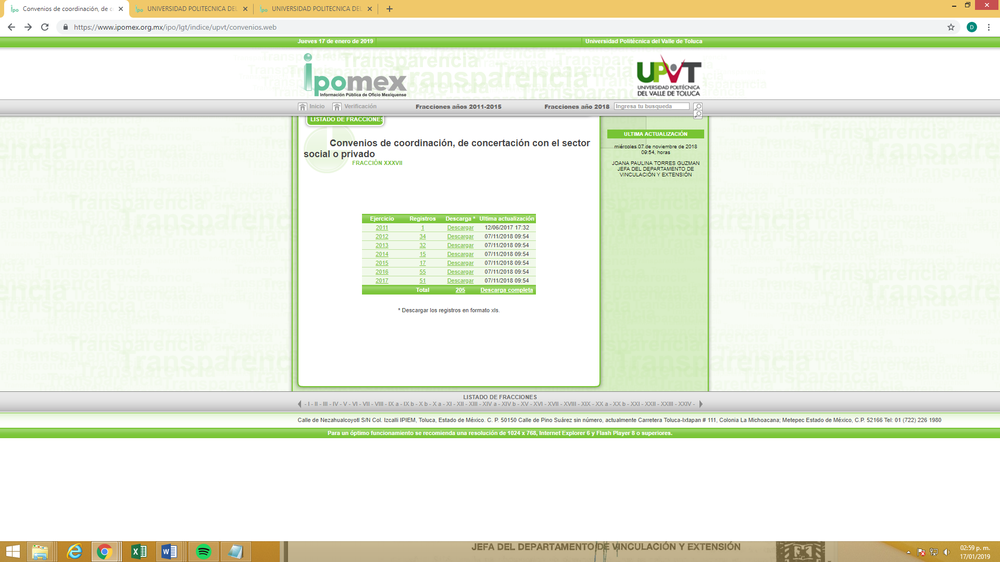 Convenios de coordinación, de c
UNIVERSIDAD POLITECNICA DEL
UNIVERSIDAD POLITECNICA DEL
https://www.ipomex.org.mx/ipo/lgt/indice/upvt/convenios.web
D
Jueves 17 de enero de 2019
Universidad Politécnica del Valle de Toluca
ipomex
Información Pública de Oficio Mexiquense
UPVT
UNIVERSIDAD POLITÉCNICA
DEL VALLE DE TOLUCA
Inicio
Verificación
Fracciones años 2011-2015
Fracciones año 2018
Ingresa tu busqueda
LISTADO DE FRACCIONES
Convenios de coordinación, de concertación con el sector
social o privado
FRACCIÓN XXXVII
ULTIMA ACTUALIZACIÓN
miércoles 07 de noviembre de 2018
09:54, horas
JOANA PAULINA TORRES GUZMAN
JEFA DEL DEPARTAMENTO DE
VINCULACIÓN Y EXTENSIÓN
Ejercicio Registros Descarga * Ultima actualización
2011 1 Descargar 12/06/2017 17:32
2012 34 Descargar 07/11/2018 09:54
2013 32 Descargar 07/11/2018 09:54
2014 15 Descargar 07/11/2018 09:54
2015 17 Descargar 07/11/2018 09:54
2016 55 Descargar 07/11/2018 09:54
2017 51 Descargar 07/11/2018 09:54
Total 205 Descarga completa
* Descargar los registros en formato xls.
LISTADO DE FRACCIONES
- I - II - III - IV - V - VI - VII - VIII - IX a - IX b - X b - X a - XI - XII - XIII - XIV a - XIV b - XV - XVI - XVII - XVIII - XIX - XX a - XX b - XXI - XXII - XXIII - XXIV -
Calle de Nezahualcoyotl S/N Col. Izcalli IPIEM, Toluca, Estado de México. C. P. 50150 Calle de Pino Suárez sin número, actualmente Carretera Toluca-Ixtapan # 111, Colonia La Michoacana; Metepec Estado de México, C.P. 52166 Tel: 01 (722) 226 1980
Para un óptimo funcionamiento se recomienda una resolución de 1024 x 768, Internet Explorer 6 y Flash Player 8 o superiores.
JEFA DEL DEPARTAMENTO DE VINCULACIÓN Y EXTENSIÓN
02:59 p. m.
17/01/2019